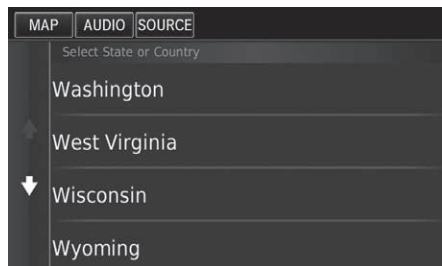 MAP AUDIO SOURCE
Select State or Country
Washington
West Virginia
Wisconsin
Wyoming